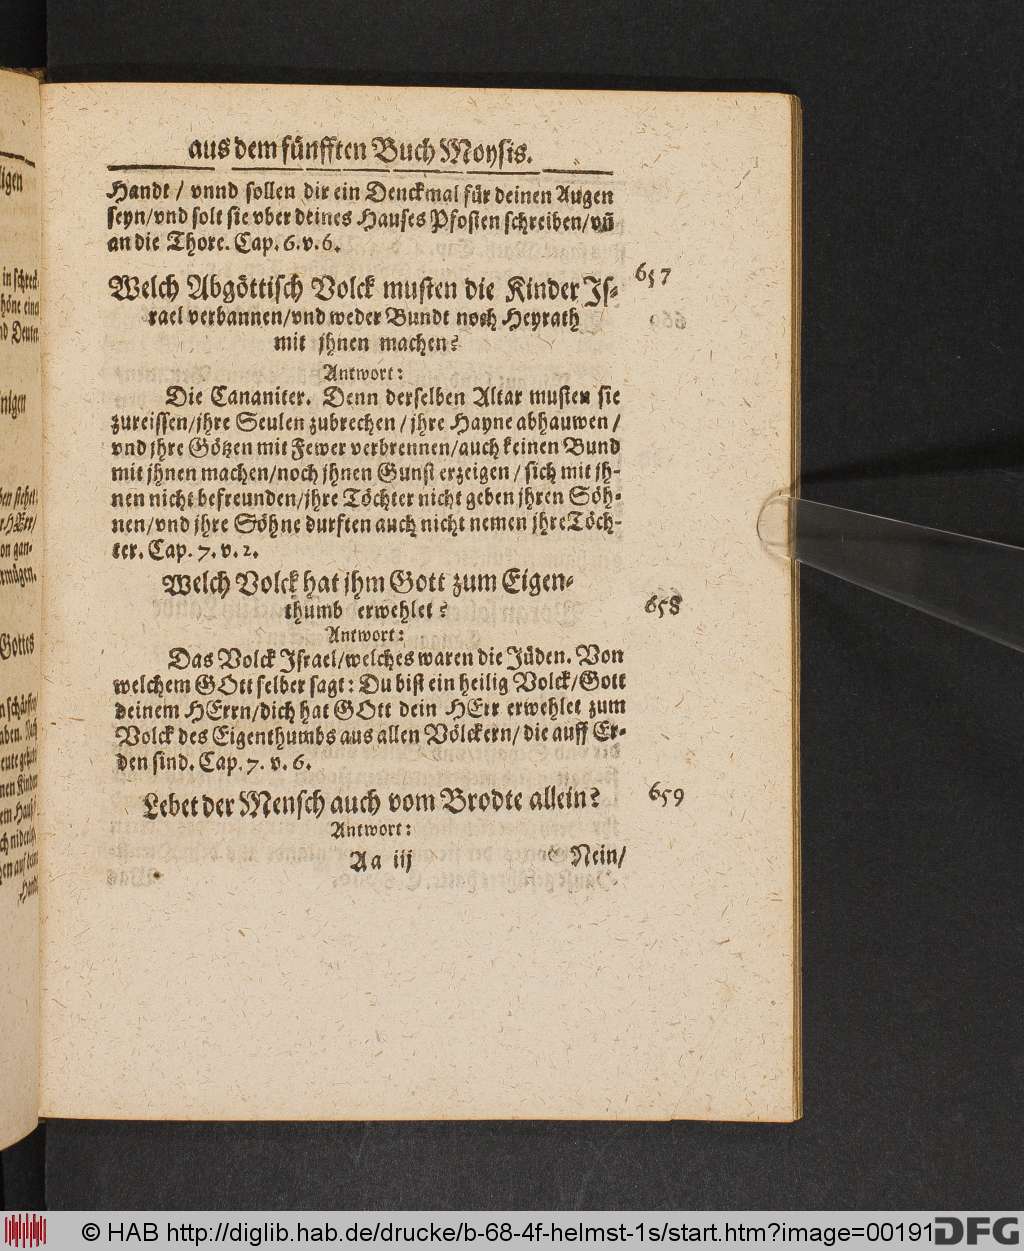 aus dem fünfften Buch Moysis.
Handt / vnnd sollen dir ein Denckmal für deinen Augen
seyn/vnd solt sie vber deines Hauses Pfosten schreiben/vñ
an die Thore. Cap. 6. v. 6.
Welch Abgöttisch Volck musten die Kinder Js-
657
rael verbannen/vnd weder Bundt noch Heyrath
mit jhnen machen?
Antwort:
Die Cananiter. Denn derselben Altar musten sie
zureissen/jhre Seulen zubrechen / jhre Hayne abhauwen /
vnd jhre Götzen mit Fewer verbrennen/auch keinen Bund
mit jhnen machen/noch jhnen Gunst erzeigen / sich mit jh-
nen nicht befreunden/jhre Töchter nicht geben jhren Söh-
nen/vnd jhre Söhne durften auch nicht nemen jhre Töch-
ter. Cap. 7. v. 2.
Welch Volck hat jhm Gott zum Eigen-
thumb erwehlet?
658
Antwort:
Das Volck Jsrael/welches waren die Jüden. Von
welchem GOtt selber sagt: Du bist ein heilig Volck/Gott
deinem HErrn/dich hat GOtt dein HErr erwehlet zum
Volck des Eigenthumbs aus allen Völckern/ die auff Er-
den sind. Cap. 7. v. 6.
Lebet der Mensch auch vom Brodte allein?
659
Antwort:
Aa iij
Nein/
© HAB http://diglib.hab.de/drucke/b-68-4f-helmst-1s/start.htm?image=00191
DFG